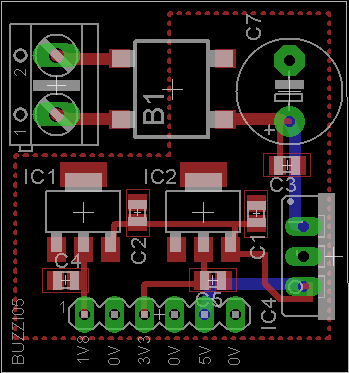 C7
2
1
B1
+
IC1
IC2
C3
C2
C1
C4
C5
IC4
1
BUZZ105
1V8
0V
3V3
0V
5V
0V